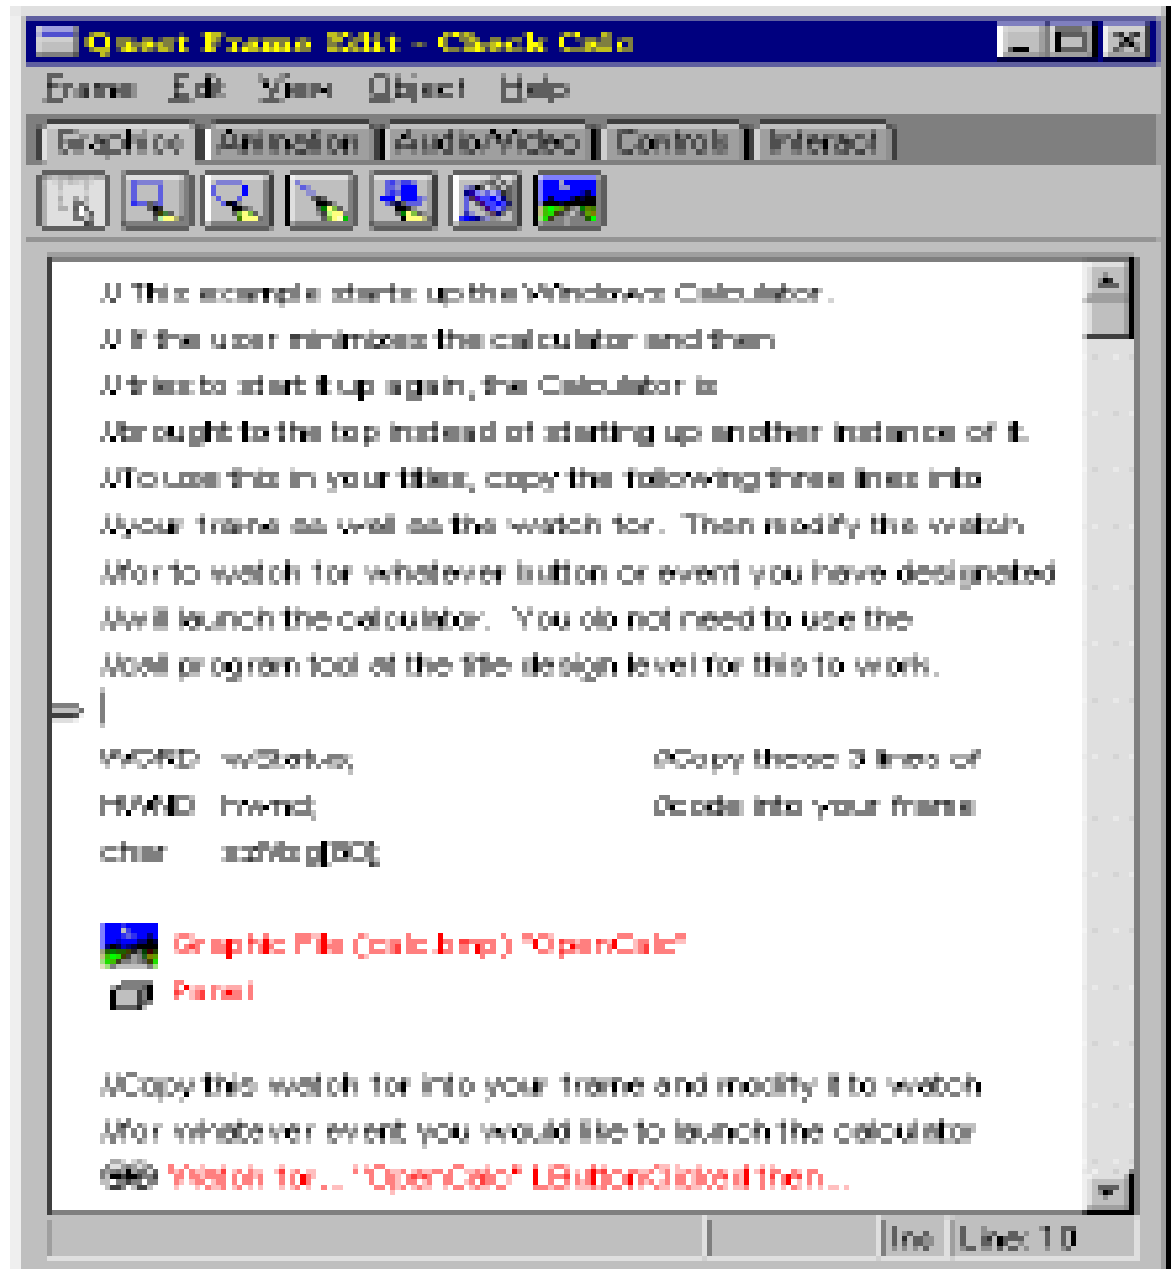 Quest Frame Edit - Check Calc
Frame Edit View Object Help
Graphics Animation Audio/Video Controls Interact
// This example starts up the Windows Calculator.
// If the user minimizes the calculator and then
// tries to start it up again, the Calculator is
//brought to the top instead of starting up another instance of it.
//To use this in your titles, copy the following three lines into
//your frame as well as the watch for. Then modify the watch
//for to watch for whatever button or event you have designated
//will launch the calculator. You do not need to use the
//call program tool at the title design level for this to work.
WORD wStatus; //Copy these 3 lines of
HWND hwnd; //code into your frame
char szMsg[80];
Graphic File (calc.bmp) "OpenCalc"
Panel
//Copy this watch for into your frame and modify it to watch
//for whatever event you would like to launch the calculator
Watch for... "OpenCalc" LButtonClicked then...
Ins Line: 10